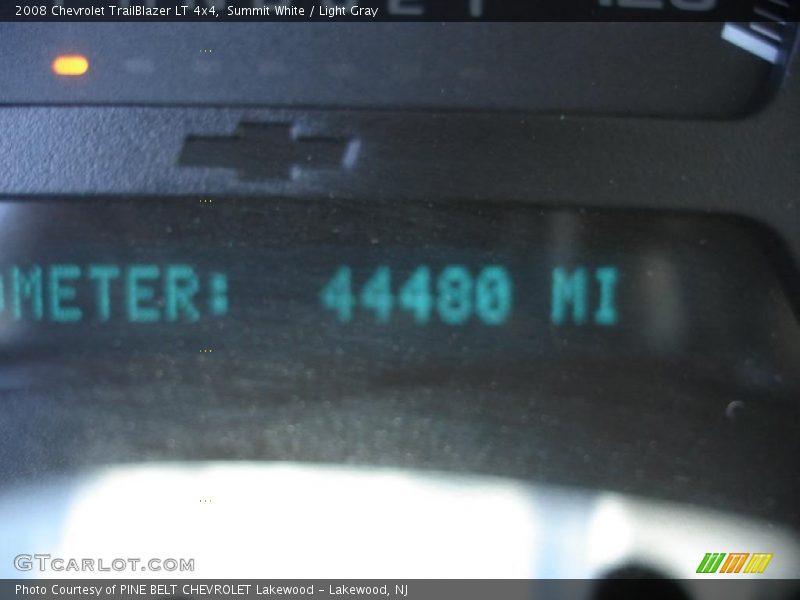 2008 Chevrolet TrailBlazer LT 4x4, Summit White / Light Gray
OMETER: 44480 MI
GTCARLOT.COM
Photo Courtesy of PINE BELT CHEVROLET Lakewood - Lakewood, NJ